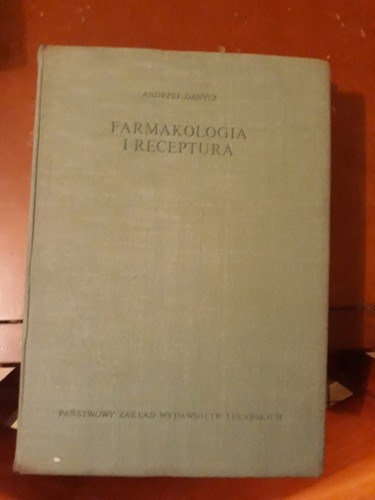 ANDRZEJ DANYSZ
FARMAKOLOGIA
I RECEPTURA
PAŃSTWOWY ZAKŁAD WYDAWNICTW LEKARSKICH